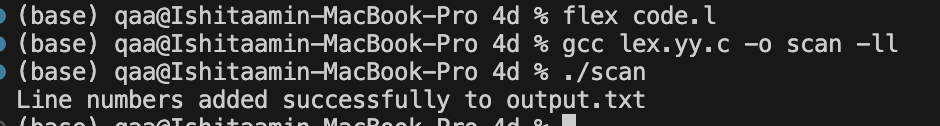 (base) qaa@Ishitaamin-MacBook-Pro 4d % flex code.l
(base) qaa@Ishitaamin-MacBook-Pro 4d % gcc lex.yy.c -o scan -ll
(base) qaa@Ishitaamin-MacBook-Pro 4d % ./scan
Line numbers added successfully to output.txt
(base) qaa@Ishitaamin-MacBook-Pro 4d %